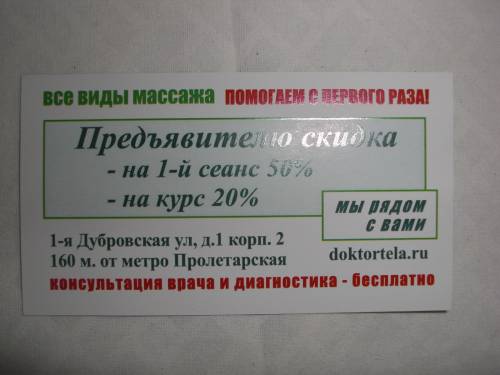 все виды массажа ПОМОГАЕМ С ПЕРВОГО РАЗА!
Предъявителю скидка
- на 1-й сеанс 50%
- на курс 20%
мы рядом
с вами
1-я Дубровская ул, д.1 корп. 2
160 м. от метро Пролетарская
doktortela.ru
консультация врача и диагностика - бесплатно